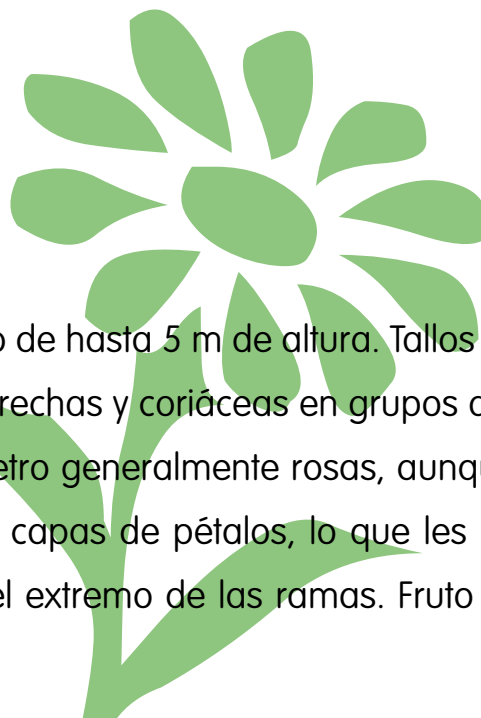 o de hasta 5 m de altura. Tallos
rechas y coriáceas en grupos
etro generalmente rosas, aunqu
capas de pétalos, lo que les
el extremo de las ramas. Fruto